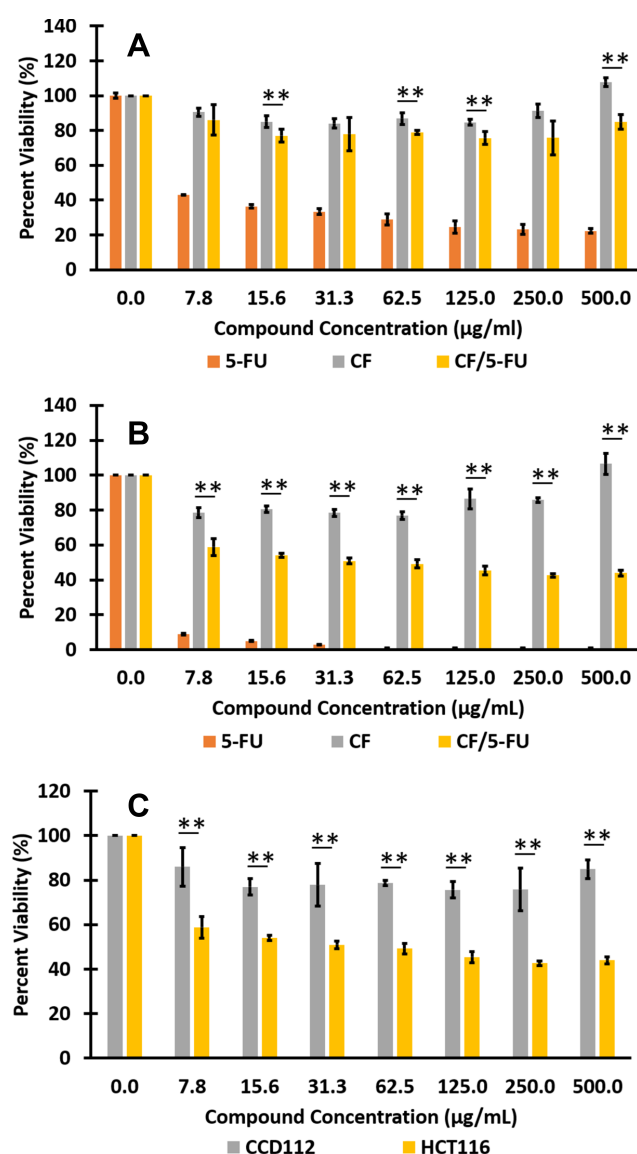 A
Percent Viability (%)
140
120
100
80
60
40
20
0
** ** ** **
0.0 7.8 15.6 31.3 62.5 125.0 250.0 500.0
Compound Concentration (µg/ml)
5-FU CF CF/5-FU
B
Percent Viability (%)
140
120
100
80
60
40
20
0
** ** ** ** ** ** **
0.0 7.8 15.6 31.3 62.5 125.0 250.0 500.0
Compound Concentration (µg/mL)
5-FU CF CF/5-FU
C
Percent Viability (%)
120
100
80
60
40
20
0
** ** ** ** ** ** **
0.0 7.8 15.6 31.3 62.5 125.0 250.0 500.0
Compound Concentration (µg/mL)
CCD112 HCT116